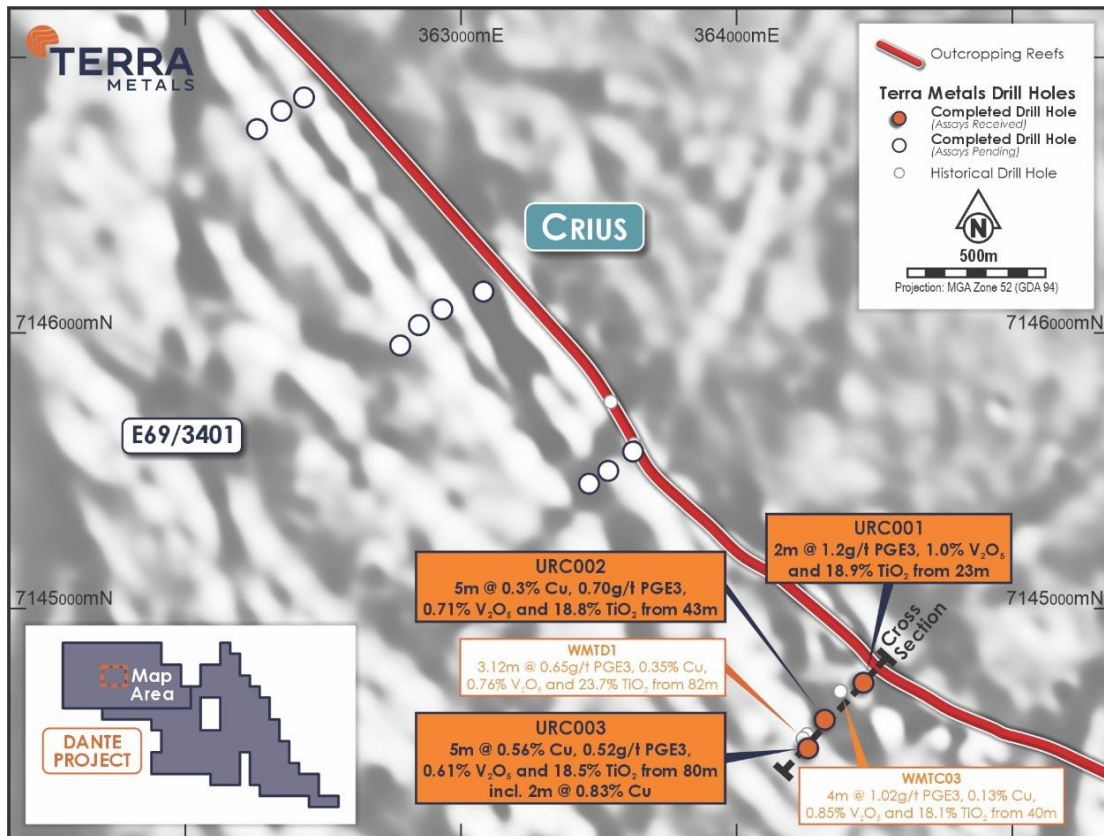 TERRA
METALS
363000mE
364000mE
Outcropping Reefs
Terra Metals Drill Holes
Completed Drill Hole
(Assays Received)
Completed Drill Hole
(Assays Pending)
Historical Drill Hole
N
500m
Projection: MGA Zone 52 (GDA 94)
CRIUS
7146000mN
7146000mN
E69/3401
URC001
2m @ 1.2g/t PGE3, 1.0% V₂O₅
and 18.9% TiO₂ from 23m
URC002
5m @ 0.3% Cu, 0.70g/t PGE3,
0.71% V₂O₅ and 18.8% TiO₂ from 43m
7145000mN
7145000mN
Cross
Section
WMTD1
3.12m @ 0.65g/t PGE3, 0.35% Cu,
0.76% V₂O₅ and 23.7% TiO₂ from 82m
URC003
5m @ 0.56% Cu, 0.52g/t PGE3,
0.61% V₂O₅ and 18.5% TiO₂ from 80m
incl. 2m @ 0.83% Cu
WMTC03
4m @ 1.02g/t PGE3, 0.13% Cu,
0.85% V₂O₅ and 18.1% TiO₂ from 40m
Map
Area
DANTE
PROJECT